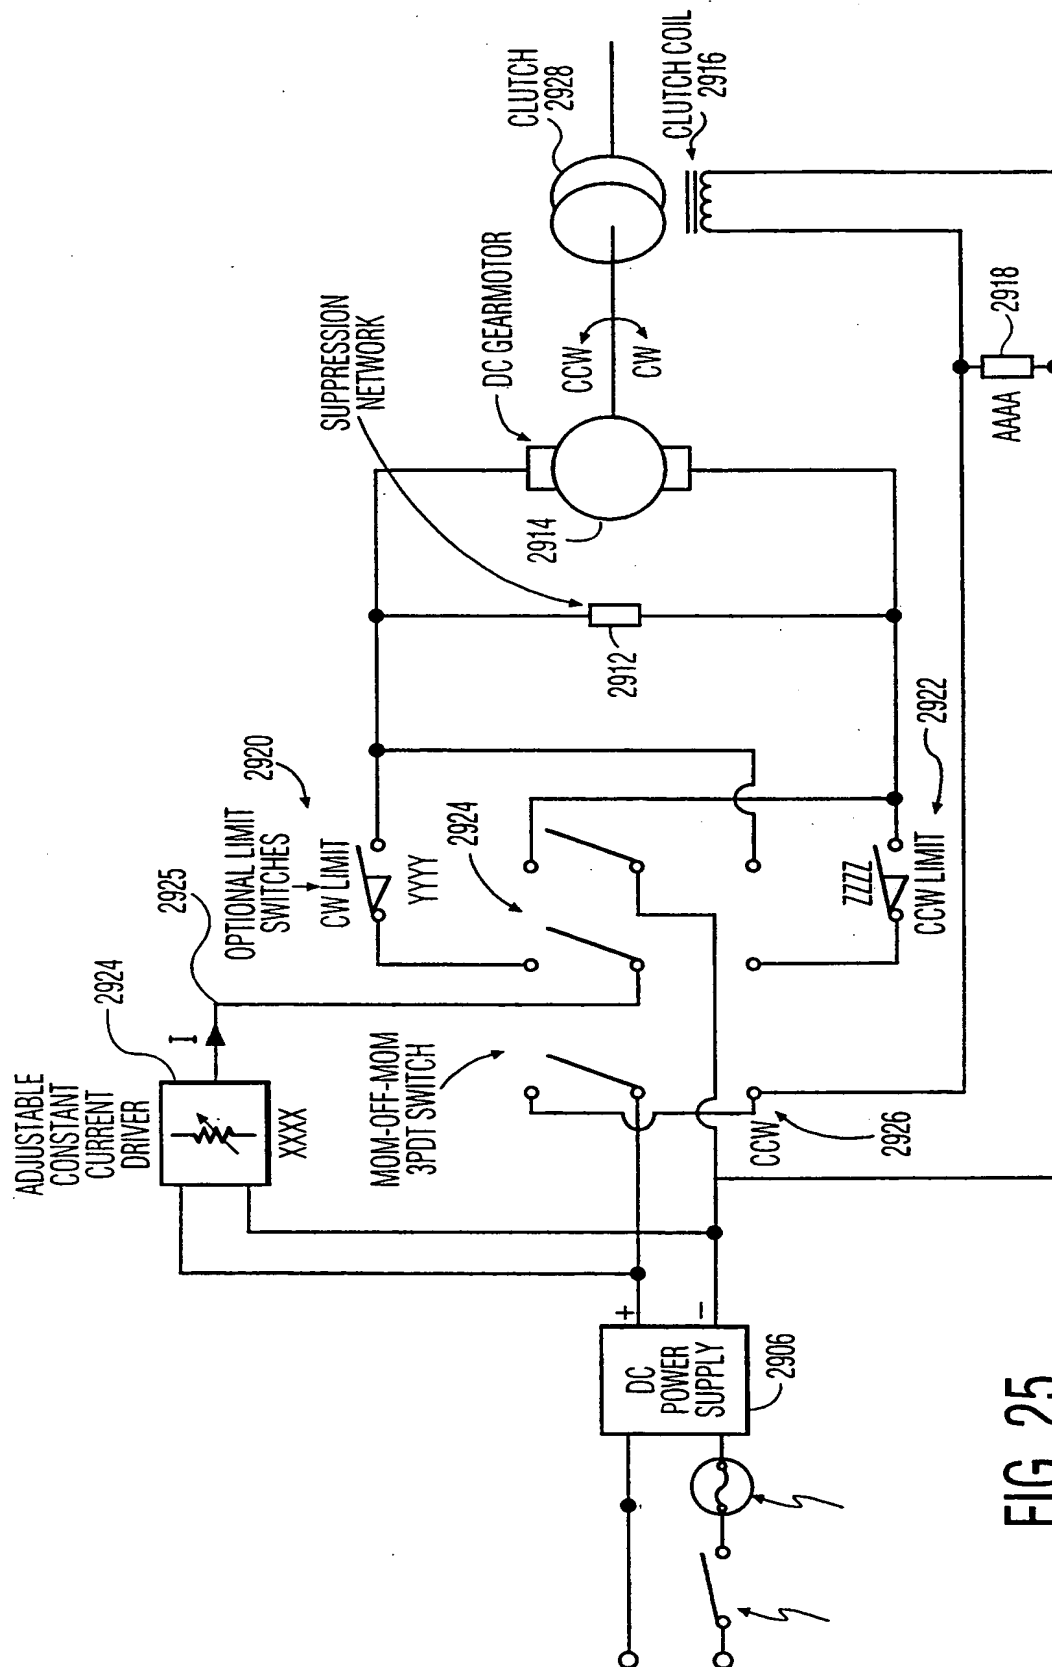 ADJUSTABLE
CONSTANT
CURRENT
DRIVER
2924
XXXX
I
2925
OPTIONAL LIMIT
SWITCHES
2920
CW LIMIT
YYYY
SUPPRESSION
NETWORK
DC GEARMOTOR
CLUTCH
2928
CLUTCH COIL
2916
MOM-OFF-MOM
3PDT SWITCH
2924
2912
2914
CCW
CW
+
−
DC
POWER
SUPPLY
2906
CCW
2926
ZZZZ
CCW LIMIT
2922
AAAA
2918
FIG. 25